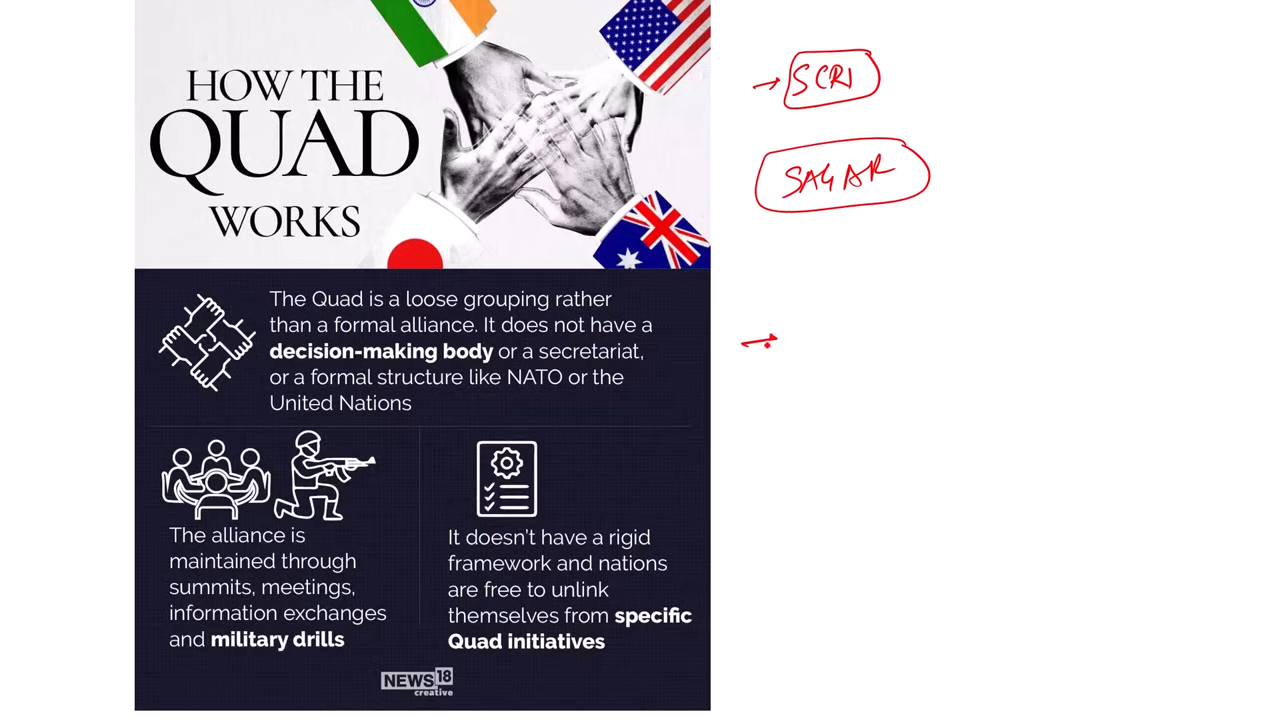 HOW THE
QUAD
WORKS
The Quad is a loose grouping rather
than a formal alliance. It does not have a
decision-making body or a secretariat,
or a formal structure like NATO or the
United Nations
The alliance is
maintained through
summits, meetings,
information exchanges
and military drills
It doesn't have a rigid
framework and nations
are free to unlink
themselves from specific
Quad initiatives
NEWS 18
creative
→ SCRI
SAGAR